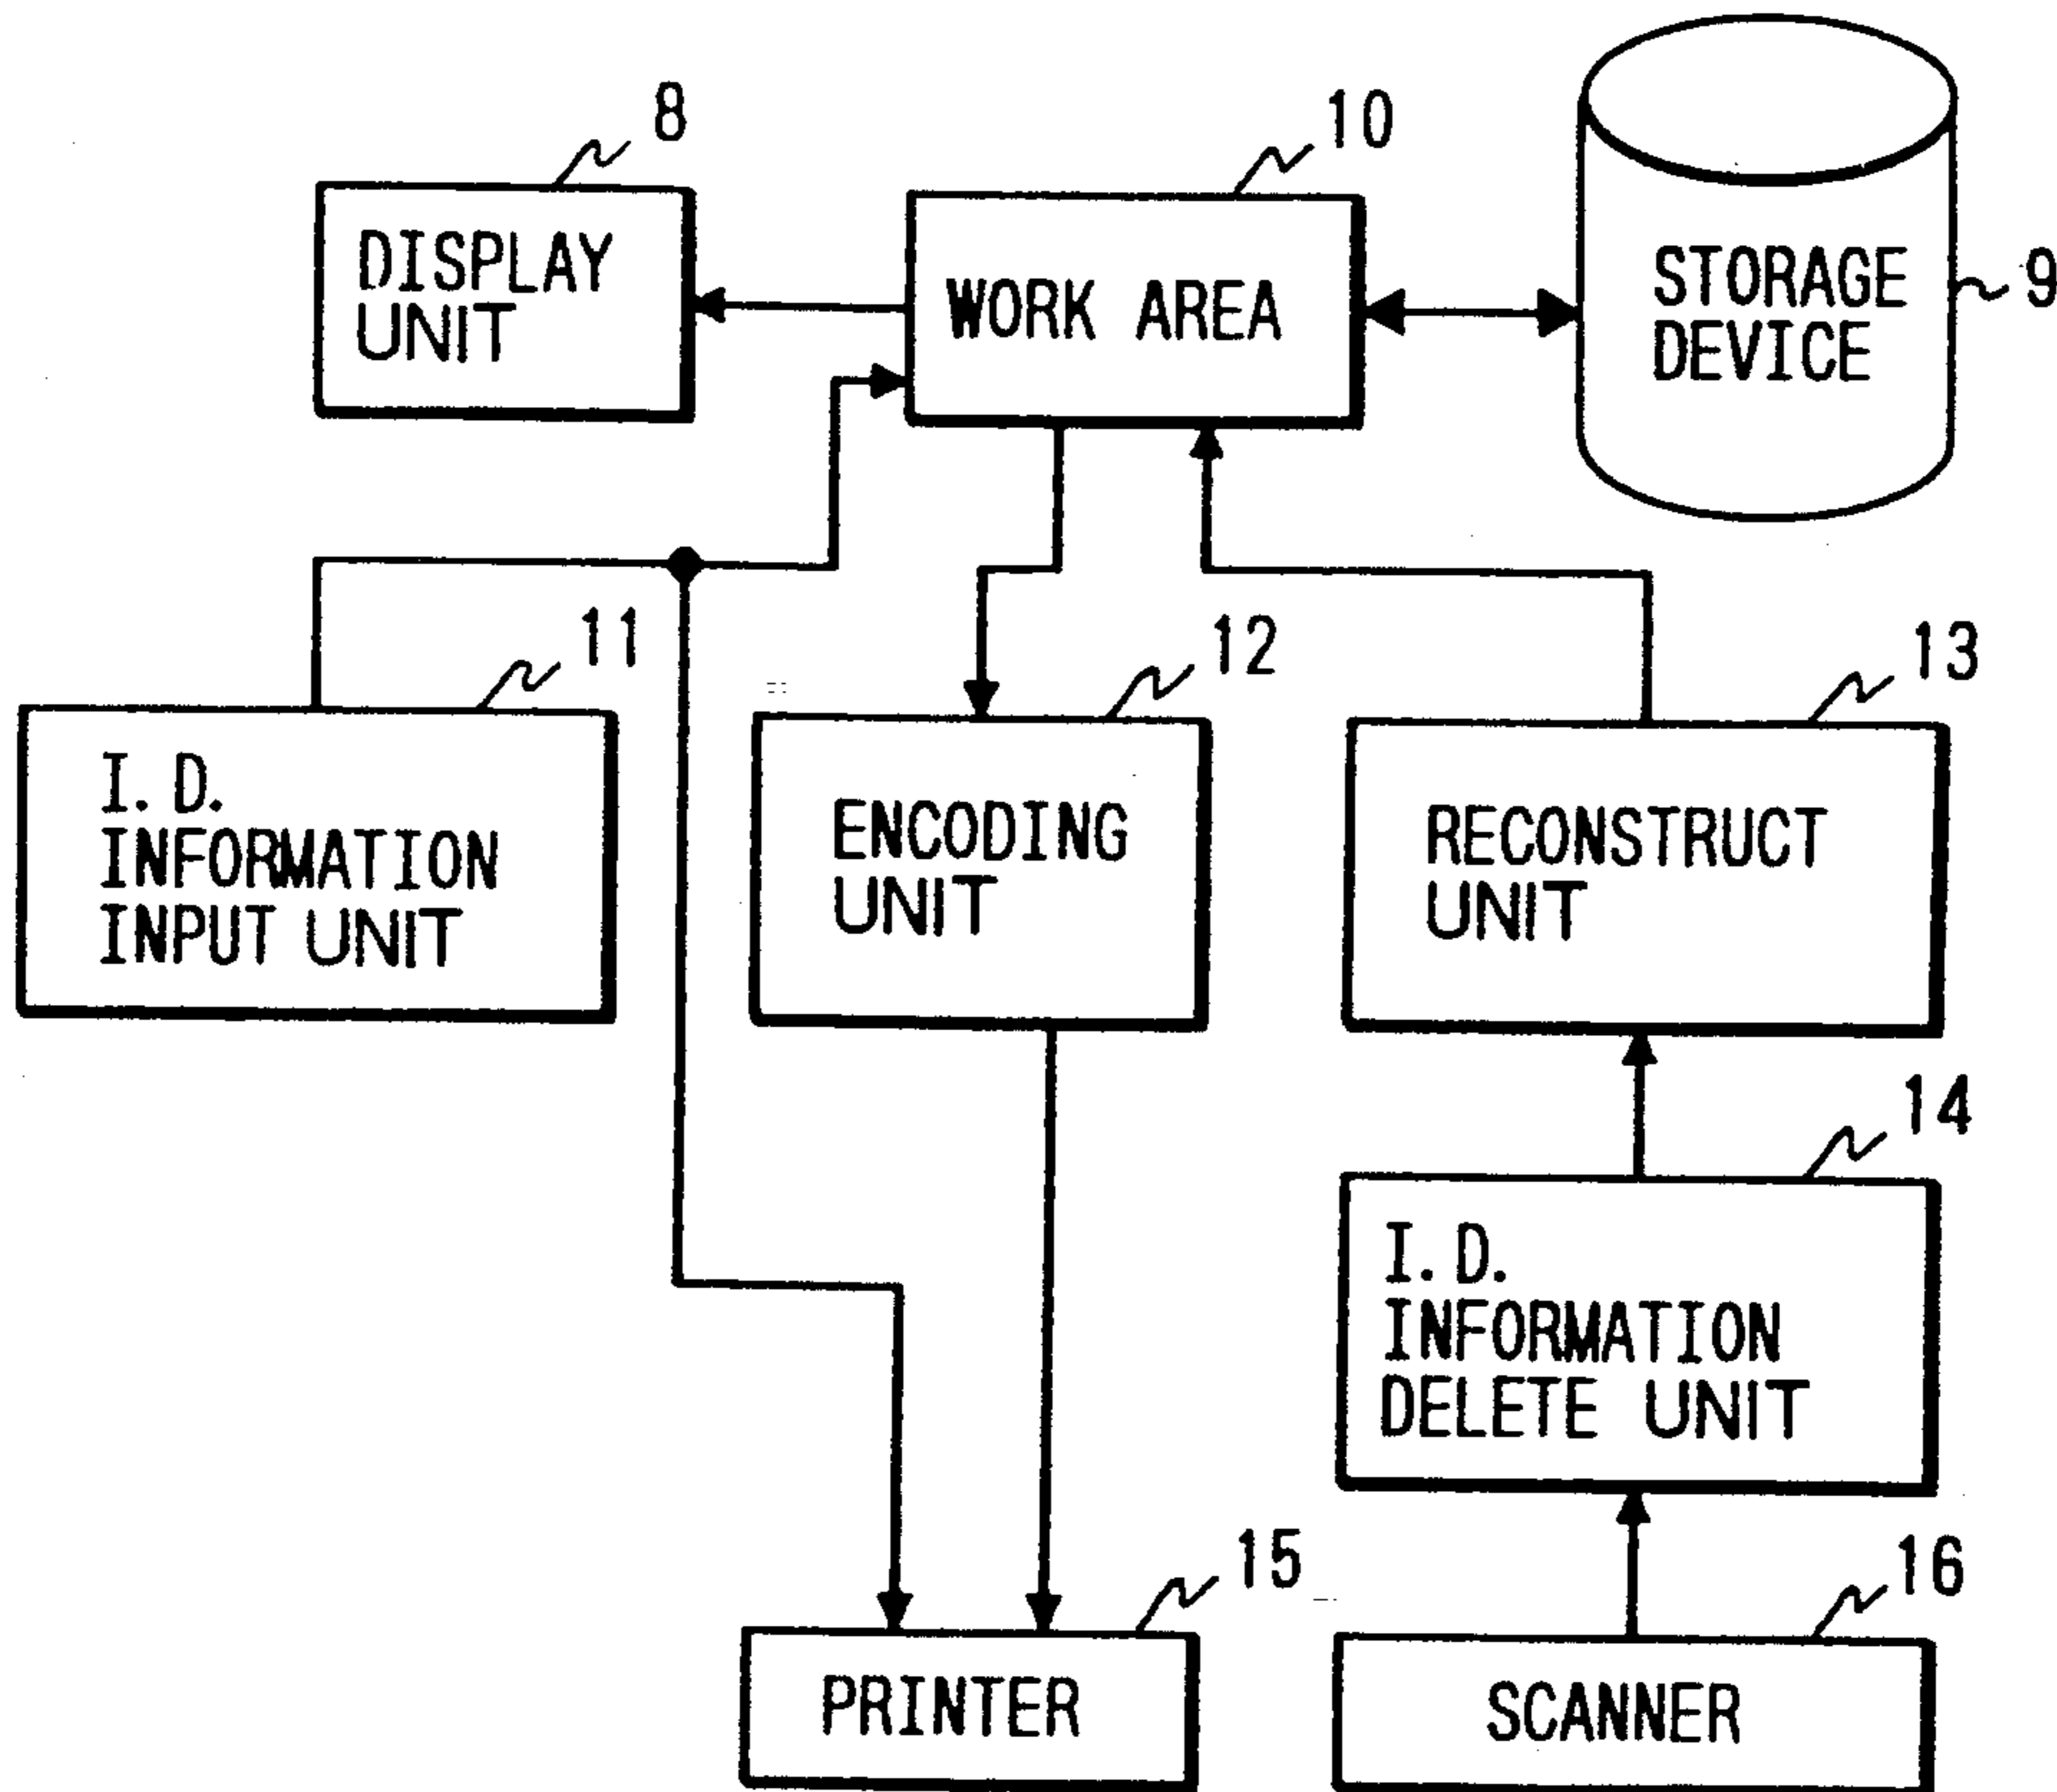 8
10
DISPLAY
UNIT
WORK AREA
STORAGE
DEVICE
9
11
12
13
I. D.
INFORMATION
INPUT UNIT
ENCODING
UNIT
RECONSTRUCT
UNIT
14
I. D.
INFORMATION
DELETE UNIT
15
16
PRINTER
SCANNER